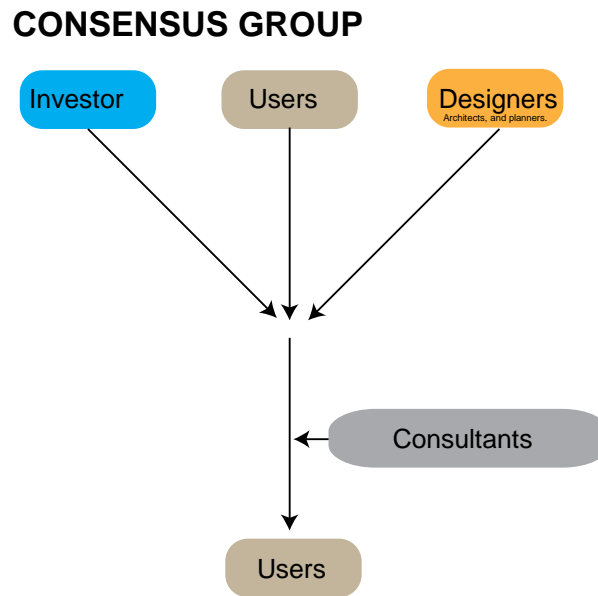 CONSENSUS GROUP
Investor
Users
Designers
Architects, and planners.
Consultants
Users